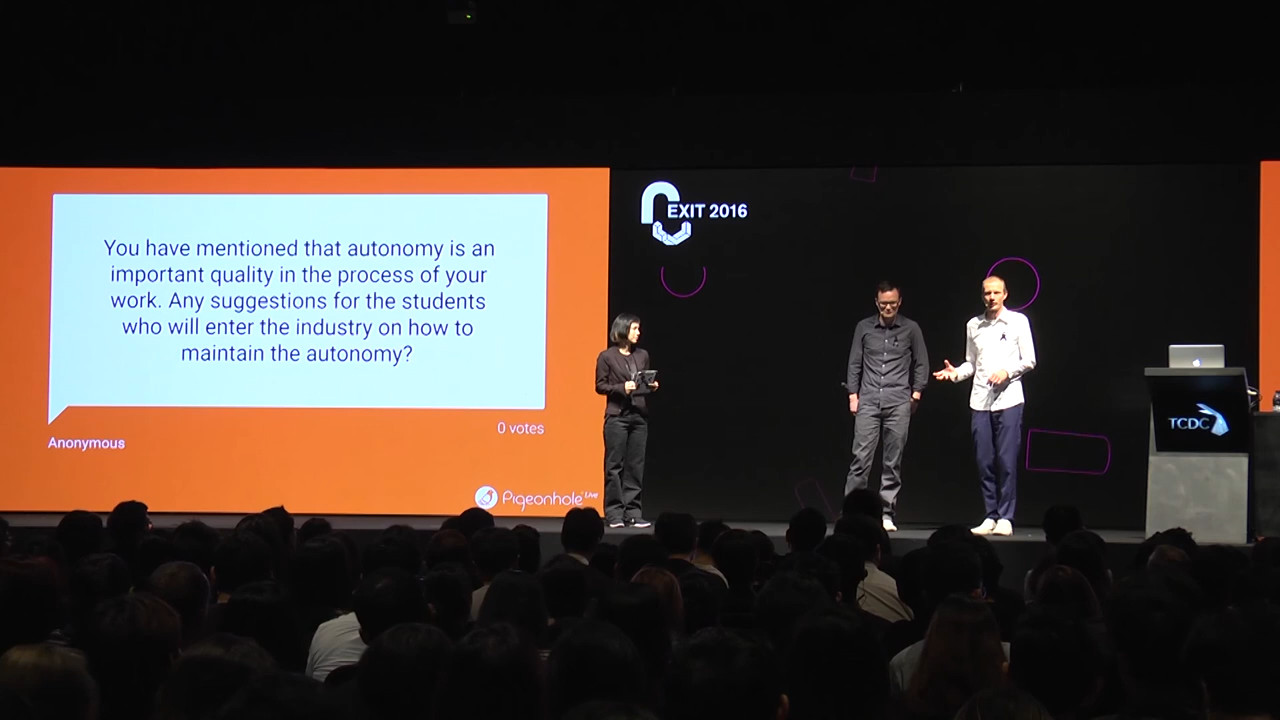 You have mentioned that autonomy is an
important quality in the process of your
work. Any suggestions for the students
who will enter the industry on how to
maintain the autonomy?
0 votes
Anonymous
Pigeonhole Live
EXIT 2016
TCDC